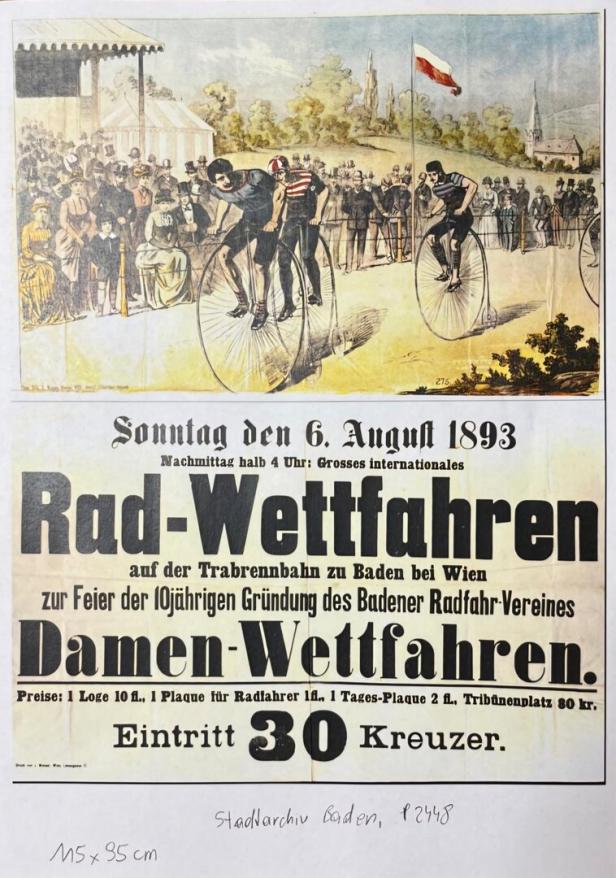 275.
Sonntag den 6. August 1893
Nachmittag halb 4 Uhr: Grosses internationales
Rad-Wettfahren
auf der Trabrennbahn zu Baden bei Wien
zur Feier der 10jährigen Gründung des Badener Radfahr-Vereines
Damen-Wettfahren.
Preise: 1 Loge 10 fl., 1 Plaque für Radfahrer 1fl., 1 Tages-Plaque 2 fl., Tribünenplatz 80 kr.
Eintritt 30 Kreuzer.
Stadtarchiv Baden, P2448
115 x 95 cm